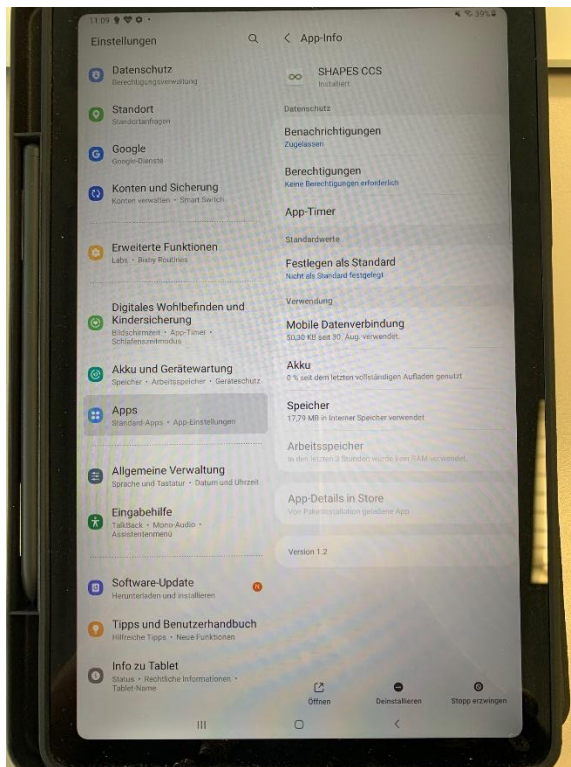 11:09
39%
Einstellungen
Datenschutz
Berechtigungsverwaltung
Standort
Standortanfragen
Google
Google-Dienste
Konten und Sicherung
Konten verwalten • Smart Switch
Erweiterte Funktionen
Labs • Bixby Routines
Digitales Wohlbefinden und
Kindersicherung
Bildschirmzeit • App-Timer •
Schlafenszeitmodus
Akku und Gerätewartung
Speicher • Arbeitsspeicher • Geräteschutz
Apps
Standard-Apps • App-Einstellungen
Allgemeine Verwaltung
Sprache und Tastatur • Datum und Uhrzeit
Eingabehilfe
TalkBack • Mono-Audio •
Assistentenmenü
Software-Update
N
Herunterladen und installieren
Tipps und Benutzerhandbuch
Hilfreiche Tipps • Neue Funktionen
Info zu Tablet
Status • Rechtliche Informationen •
Tablet-Name
App-Info
SHAPES CCS
Installiert
Datenschutz
Benachrichtigungen
Zugelassen
Berechtigungen
Keine Berechtigungen erforderlich
App-Timer
Standardwerte
Festlegen als Standard
Nicht als Standard festgelegt
Verwendung
Mobile Datenverbindung
50,30 KB seit 30. Aug. verwendet.
Akku
0 % seit dem letzten vollständigen Aufladen genutzt
Speicher
17,79 MB in Interner Speicher verwendet
Arbeitsspeicher
In den letzten 3 Stunden wurde kein RAM verwendet.
App-Details in Store
Von Paketinstallation geladene App
Version 1.2
Öffnen
Deinstallieren
Stopp erzwingen